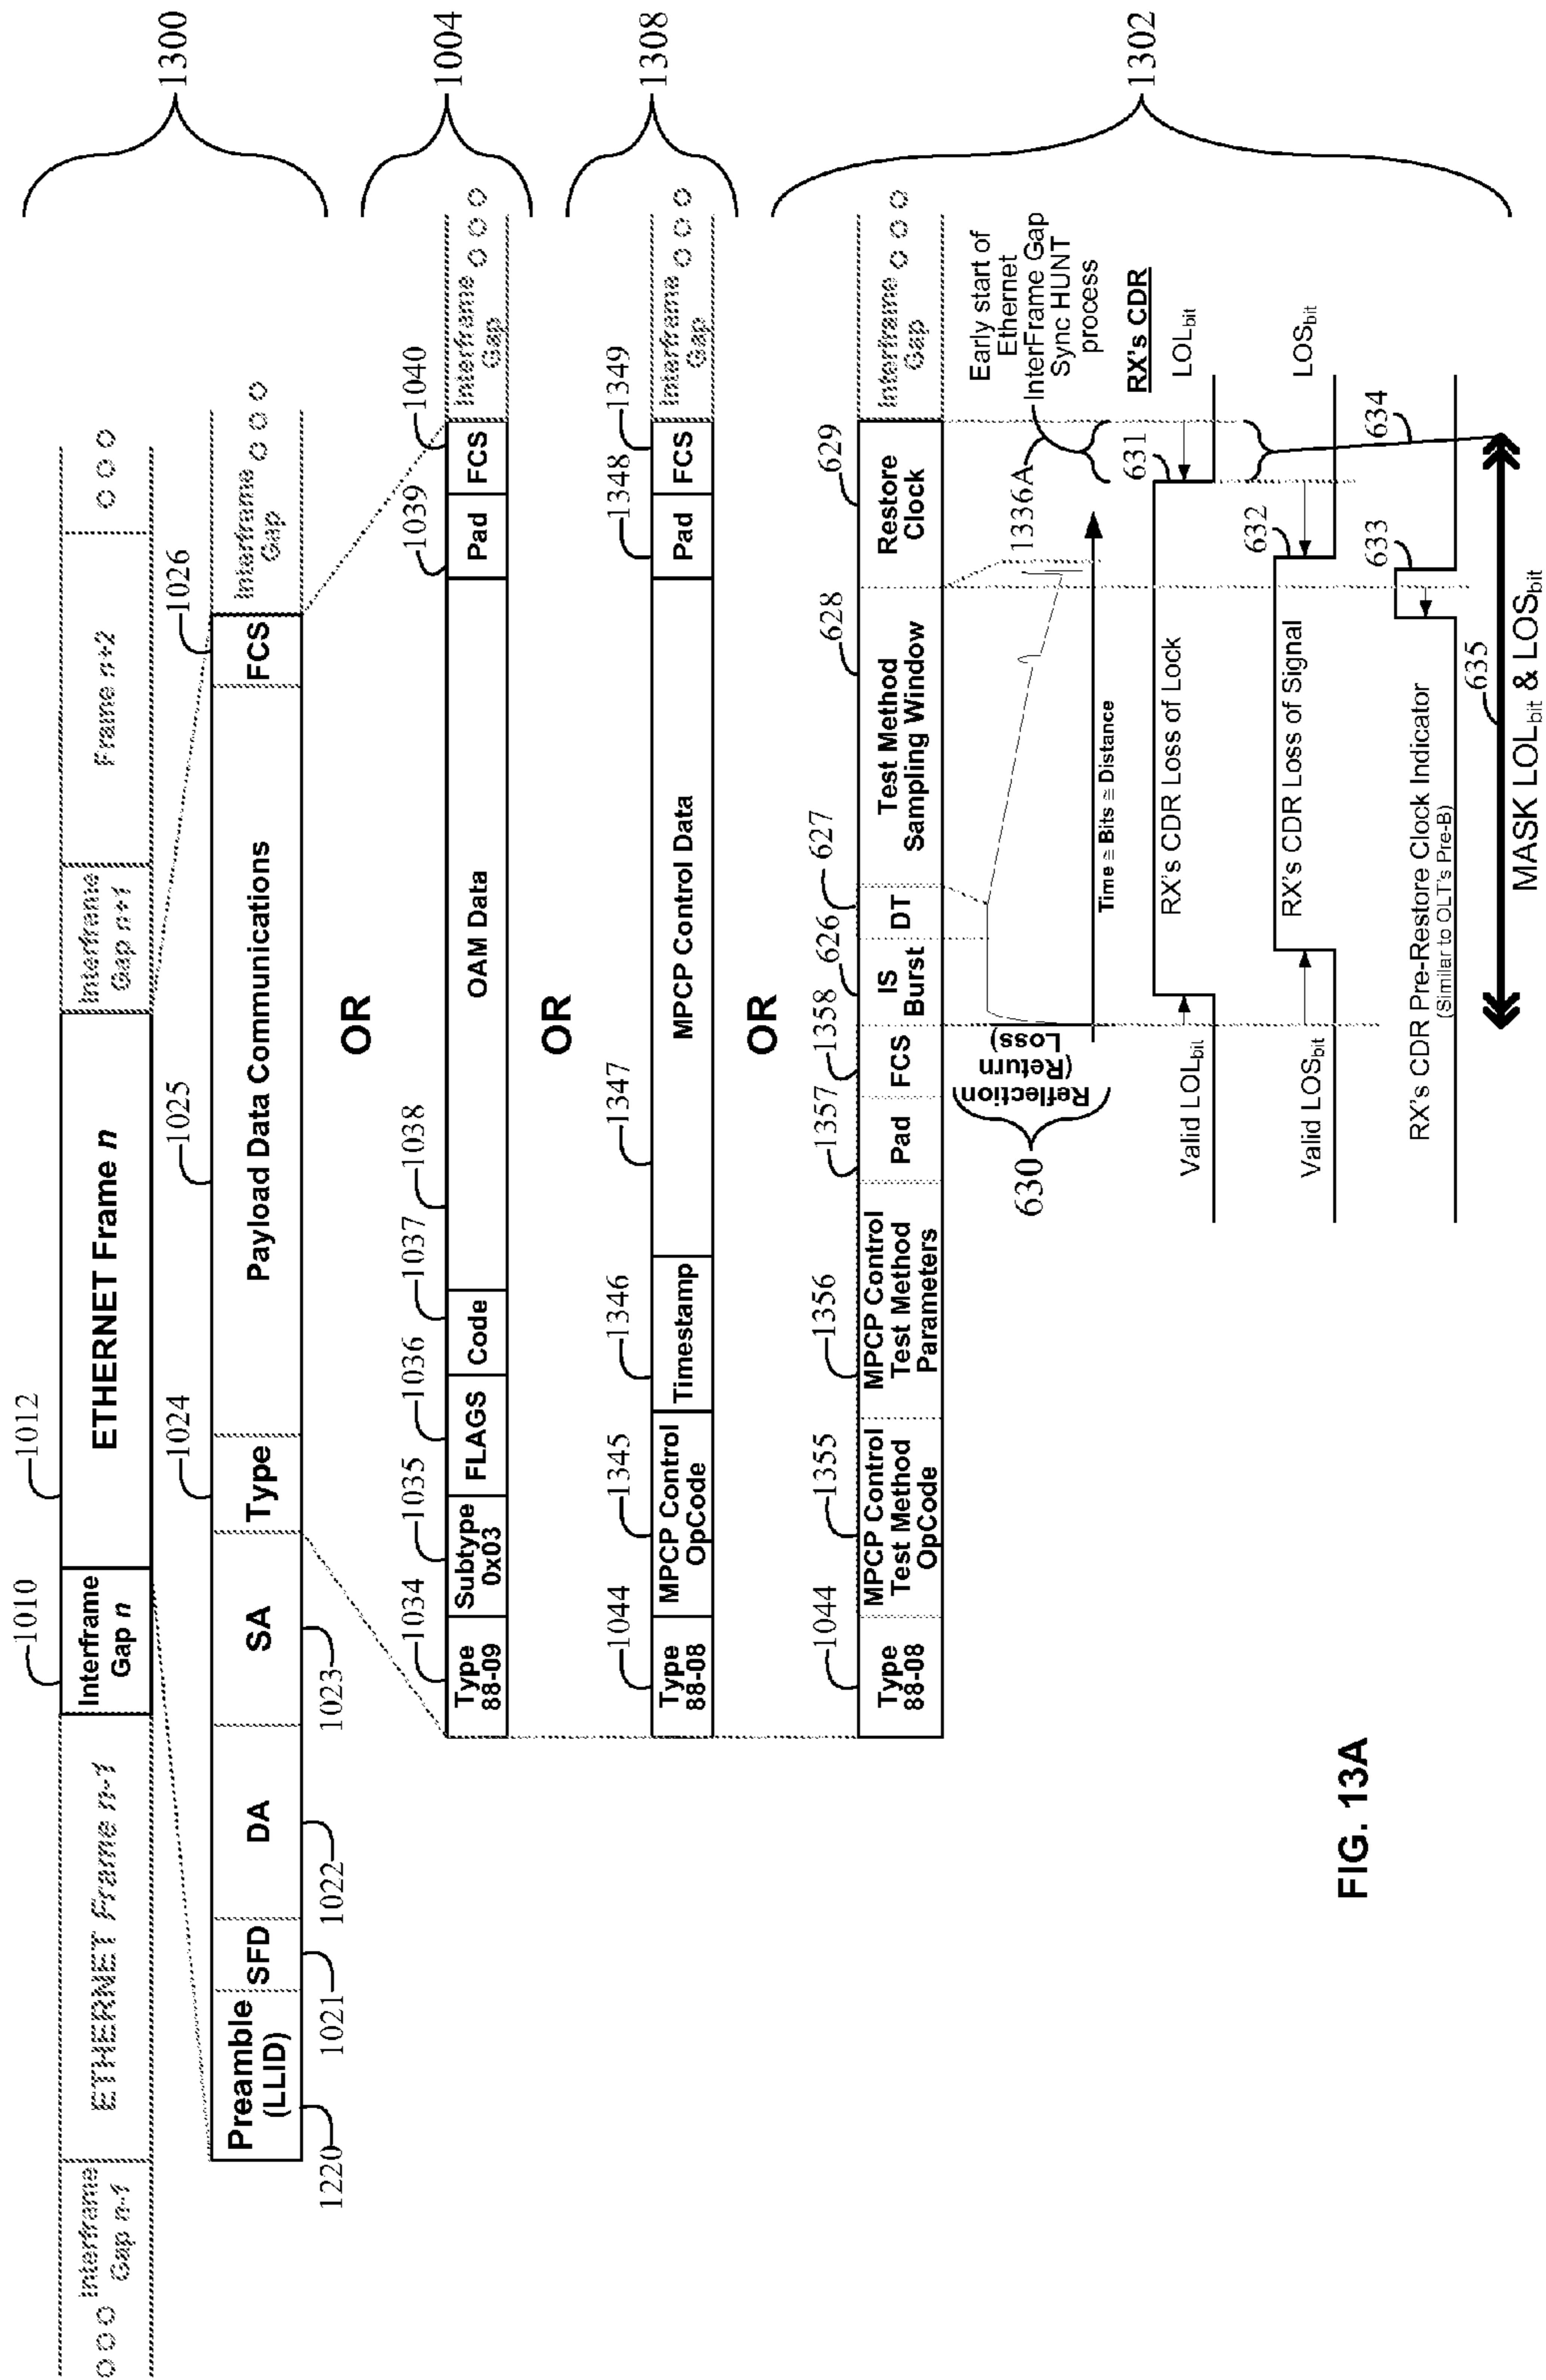 1010
1012
ooo Interframe Gap n-1
ETHERNET Frame n-1
Interframe Gap n
ETHERNET Frame n
Interframe Gap n+1
Frame n+2
ooo
1300
1024
1025
1026
Preamble (LLID)
SFD
DA
SA
Type
Payload Data Communications
FCS
Interframe Gap ooo
1220
1021
1022
1023
OR
1034
1035
1036
1037
1038
1039
1040
Type 88-09
Subtype 0x03
FLAGS
Code
OAM Data
Pad
FCS
Interframe Gap ooo
1004
OR
1044
1345
1346
1347
1348
1349
Type 88-08
MPCP Control OpCode
Timestamp
MPCP Control Data
Pad
FCS
Interframe Gap ooo
1308
OR
1044
1355
1356
1357
1358
626
627
628
629
Type 88-08
MPCP Control Test Method OpCode
MPCP Control Test Method Parameters
Pad
FCS
IS Burst
DT
Test Method Sampling Window
Restore Clock
Interframe Gap ooo
1302
630
Reflection (Return Loss)
1336A
Early start of Ethernet InterFrame Gap Sync HUNT process
Time ≅ Bits ≅ Distance
RX's CDR
631
Valid LOLbit
RX's CDR Loss of Lock
LOLbit
632
Valid LOSbit
RX's CDR Loss of Signal
LOSbit
633
634
RX's CDR Pre-Restore Clock Indicator
(Similar to OLT's Pre-B)
635
MASK LOLbit & LOSbit
FIG. 13A